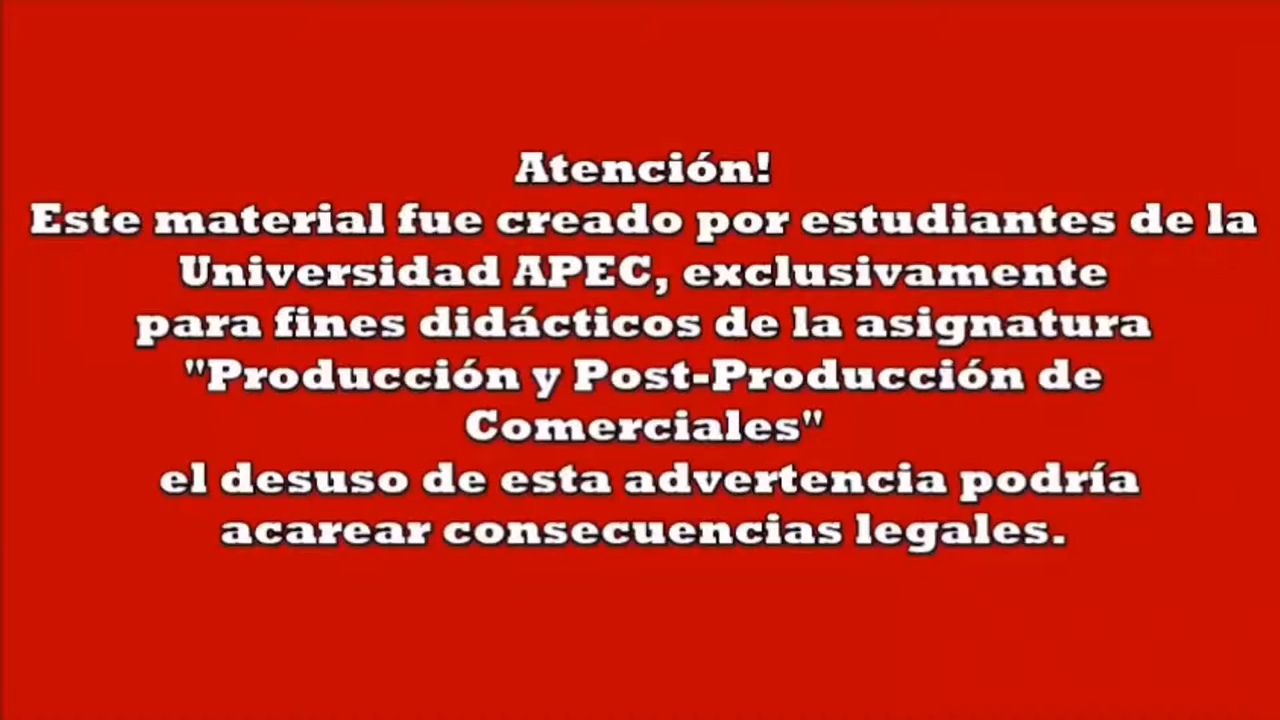 Atención!
Este material fue creado por estudiantes de la
Universidad APEC, exclusivamente
para fines didácticos de la asignatura
"Producción y Post-Producción de
Comerciales"
el desuso de esta advertencia podría
acarear consecuencias legales.